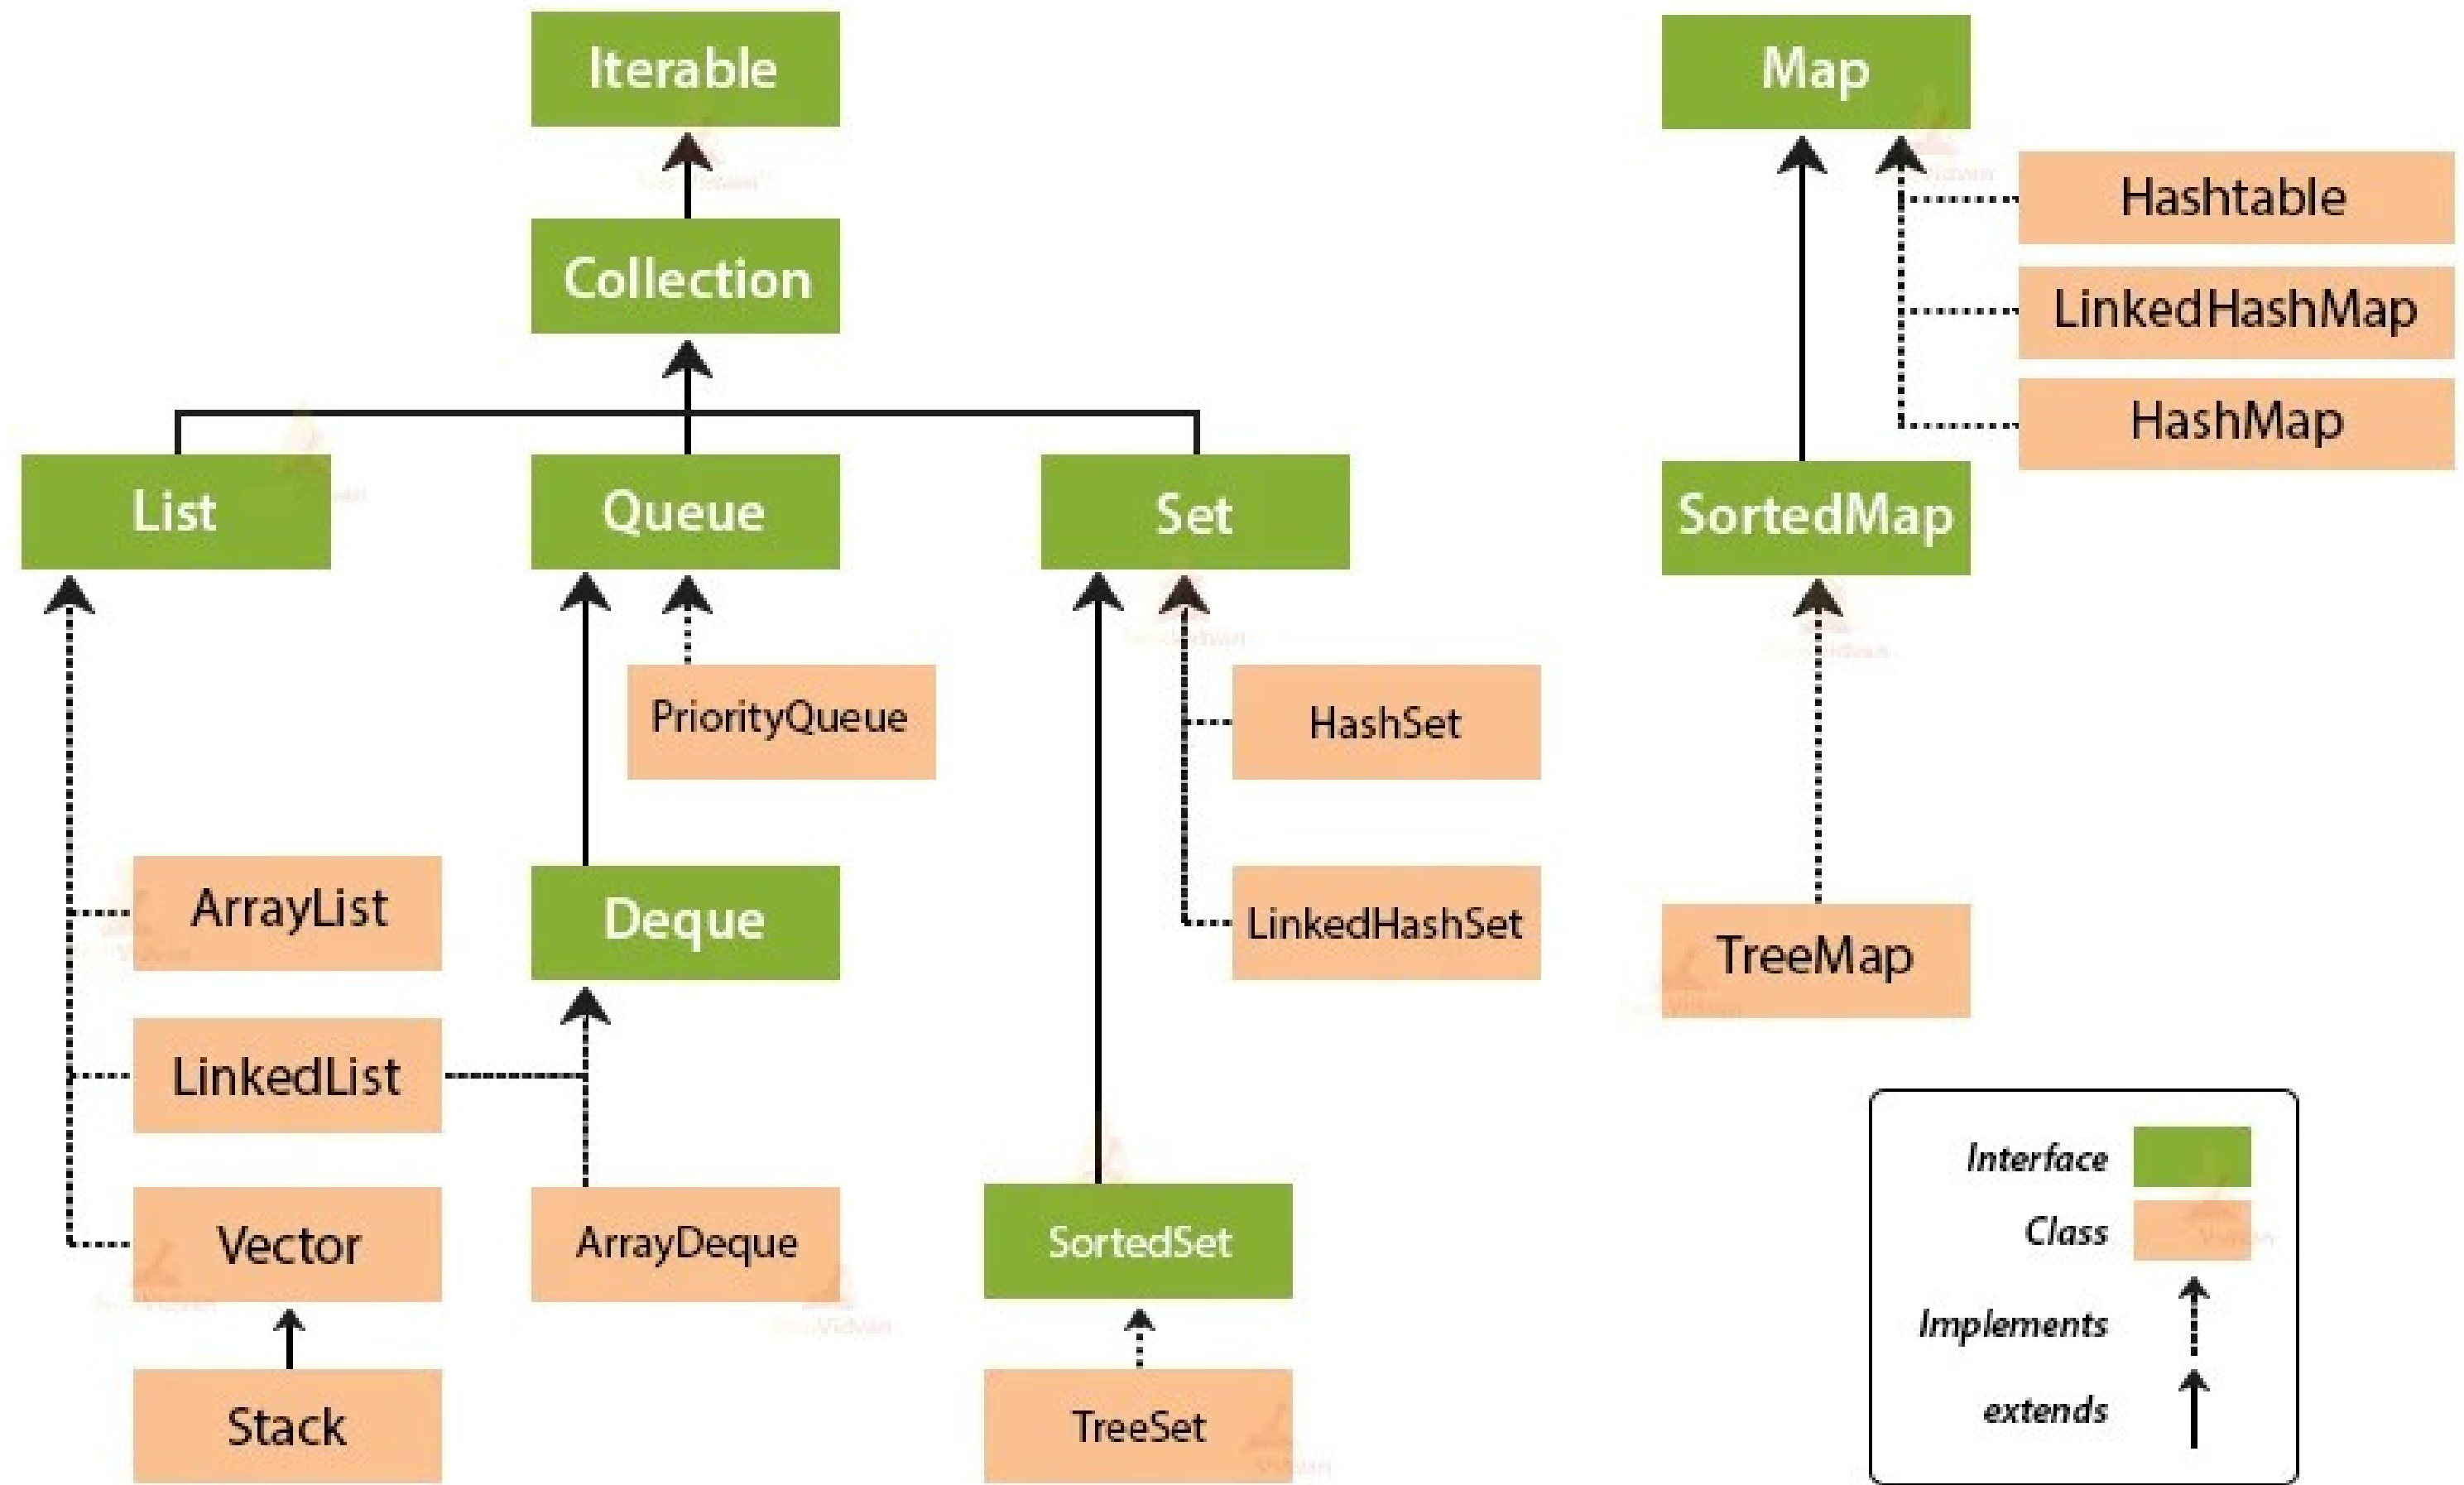 Iterable
Map
Hashtable
Collection
LinkedHashMap
HashMap
List
Queue
Set
SortedMap
PriorityQueue
HashSet
ArrayList
Deque
LinkedHashSet
TreeMap
LinkedList
Interface
Class
Vector
ArrayDeque
SortedSet
Implements
extends
Stack
TreeSet